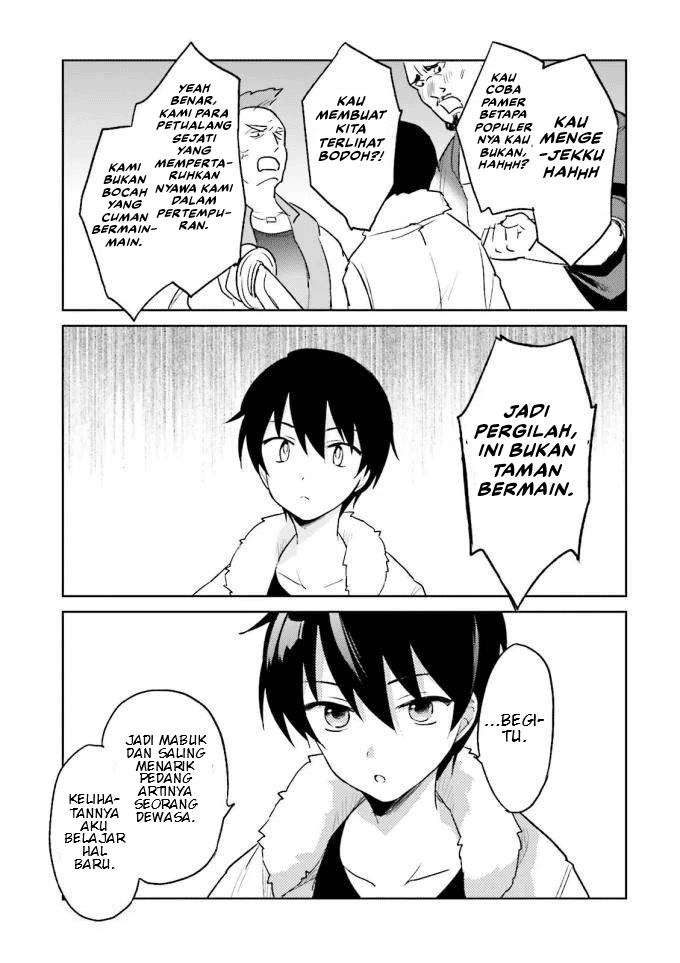 KAU
MENGE
-JEKKU
HAHHH
KAU
COBA
PAMER
BETAPA
POPULER
NYA KAU
BUKAN,
HAHHH?
KAU
MEMBUAT
KITA
TERLIHAT
BODOH?!
YEAH
BENAR,
KAMI PARA
PETUALANG
SEJATI
YANG
MEMPERTA-
RUHKAN
NYAWA KAMI
DALAM
PERTEMPU-
RAN.
KAMI
BUKAN
BOCAH
YANG
CUMAN
BERMAIN-
MAIN.
JADI
PERGILAH,
INI BUKAN
TAMAN
BERMAIN.
...BEGI-
TU.
JADI MABUK
DAN SALING
MENARIK
PEDANG
ARTINYA
SEORANG
DEWASA.
KELIHA-
TANNYA
AKU
BELAJAR
HAL
BARU.